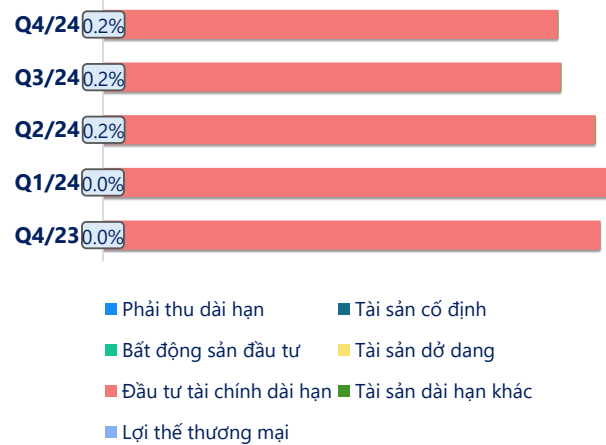 Q4/24 0.2%
Q3/24 0.2%
Q2/24 0.2%
Q1/24 0.0%
Q4/23 0.0%
Phải thu dài hạn Tài sản cố định
Bất động sản đầu tư Tài sản dở dang
Đầu tư tài chính dài hạn Tài sản dài hạn khác
Lợi thế thương mại